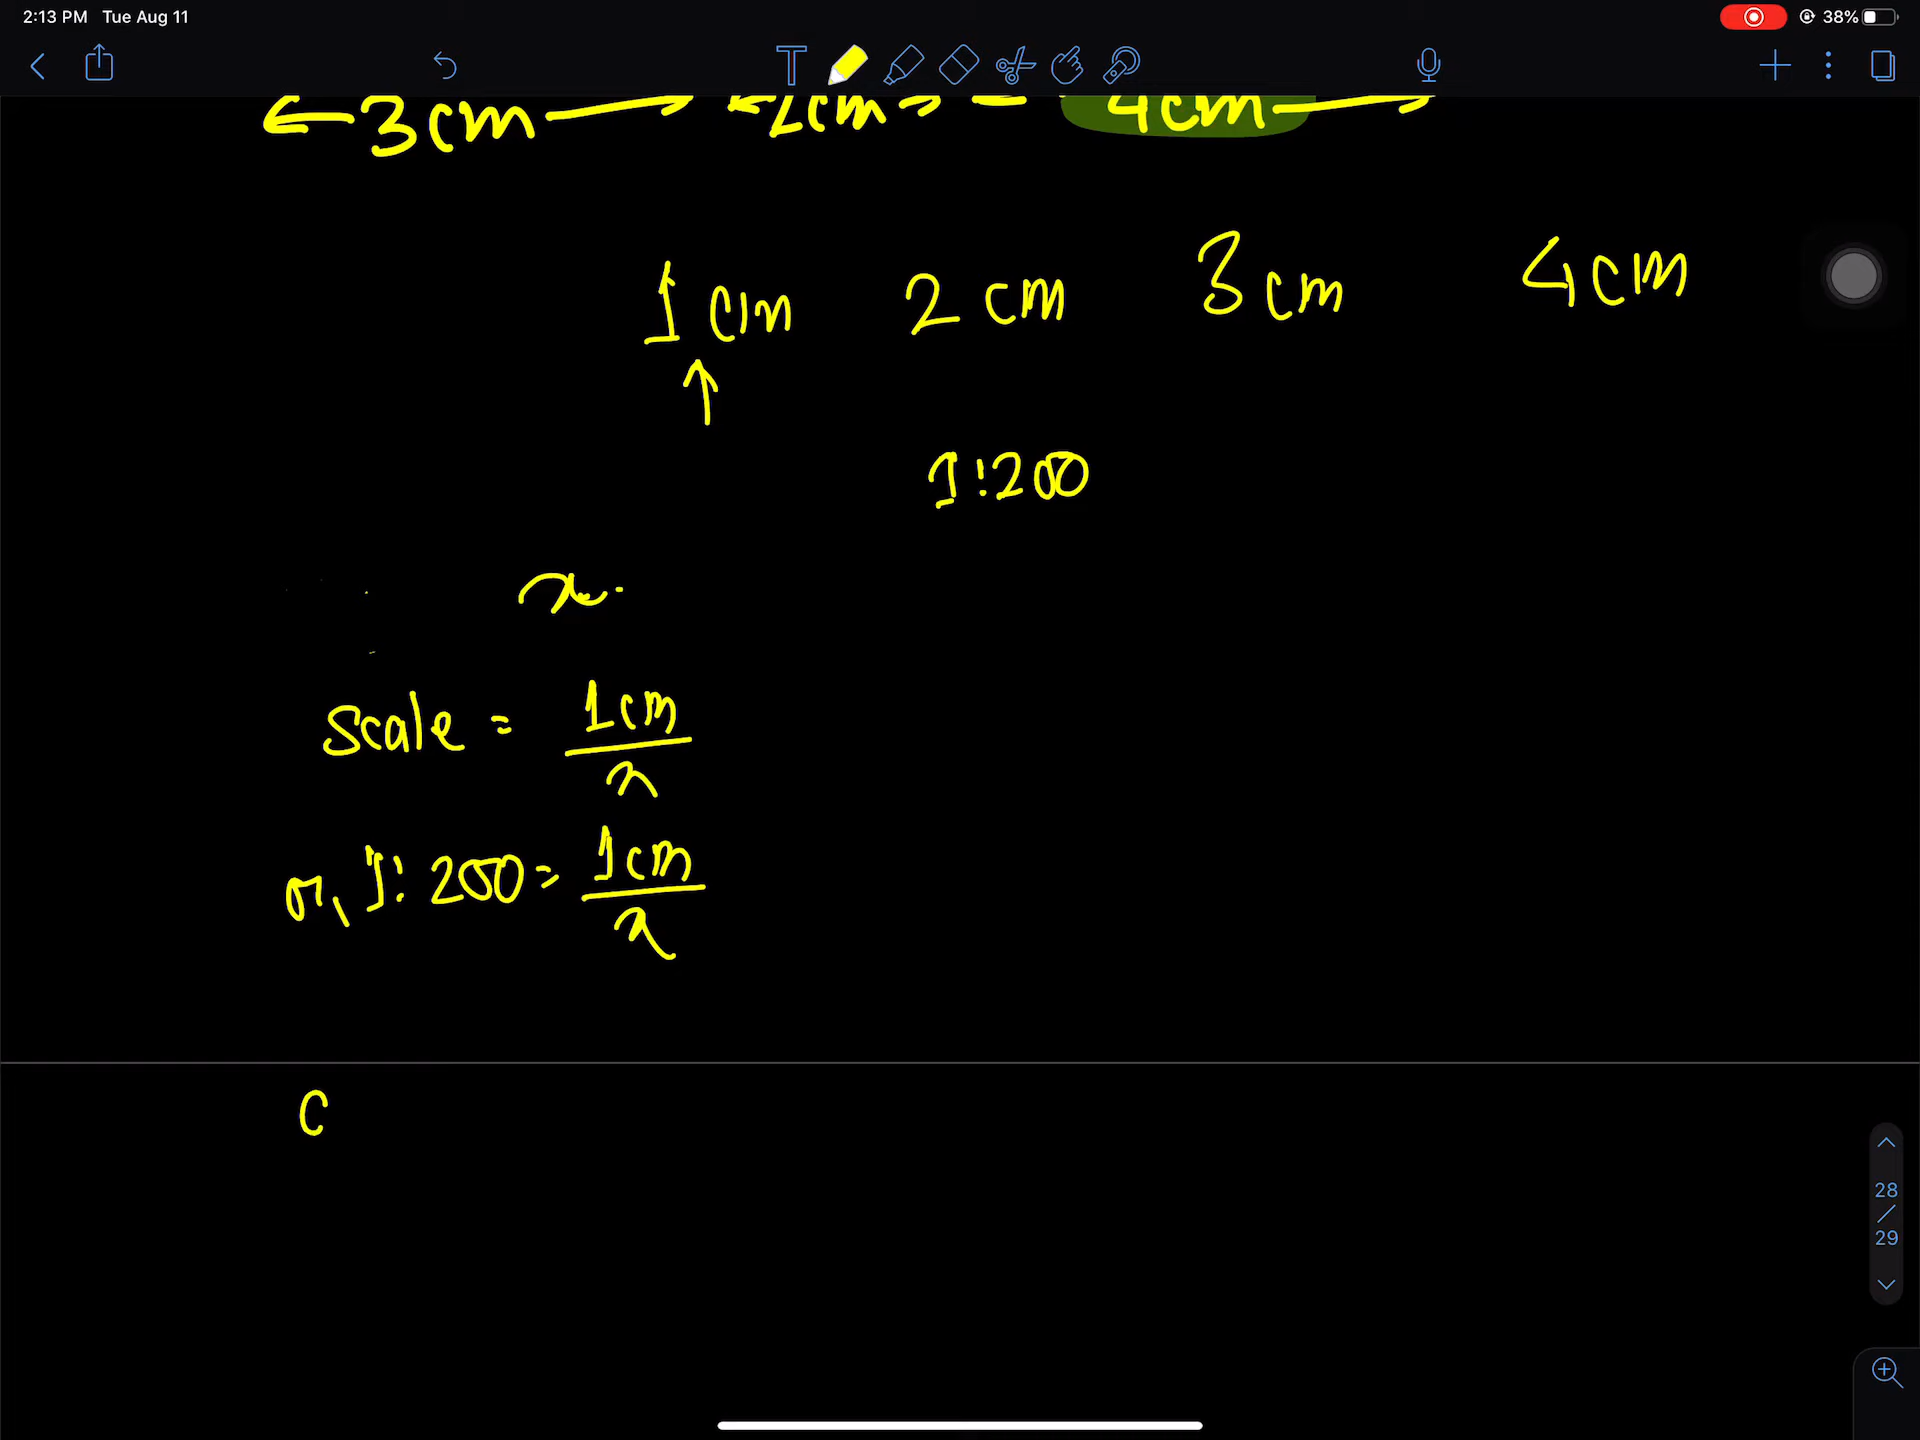 2:13 PM Tue Aug 11 38%
T
3cm 2cm 4cm
1 cm 2 cm 3 cm 4 cm
1:200
x.
Scale = 1cm
x
or, 1:200 = 1cm
x
28
/
29
C